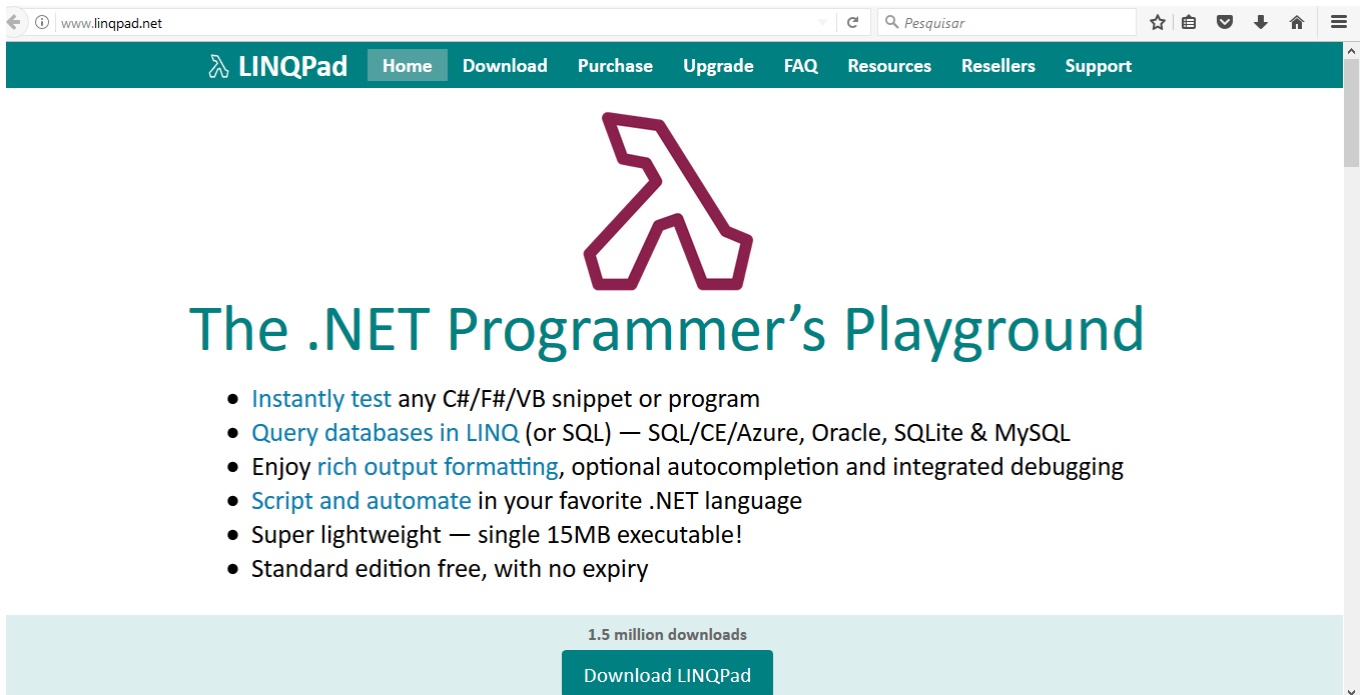 www.linqpad.net
Pesquisar
LINQPad Home Download Purchase Upgrade FAQ Resources Resellers Support
The .NET Programmer’s Playground
• Instantly test any C#/F#/VB snippet or program
• Query databases in LINQ (or SQL) — SQL/CE/Azure, Oracle, SQLite & MySQL
• Enjoy rich output formatting, optional autocompletion and integrated debugging
• Script and automate in your favorite .NET language
• Super lightweight — single 15MB executable!
• Standard edition free, with no expiry
1.5 million downloads
Download LINQPad